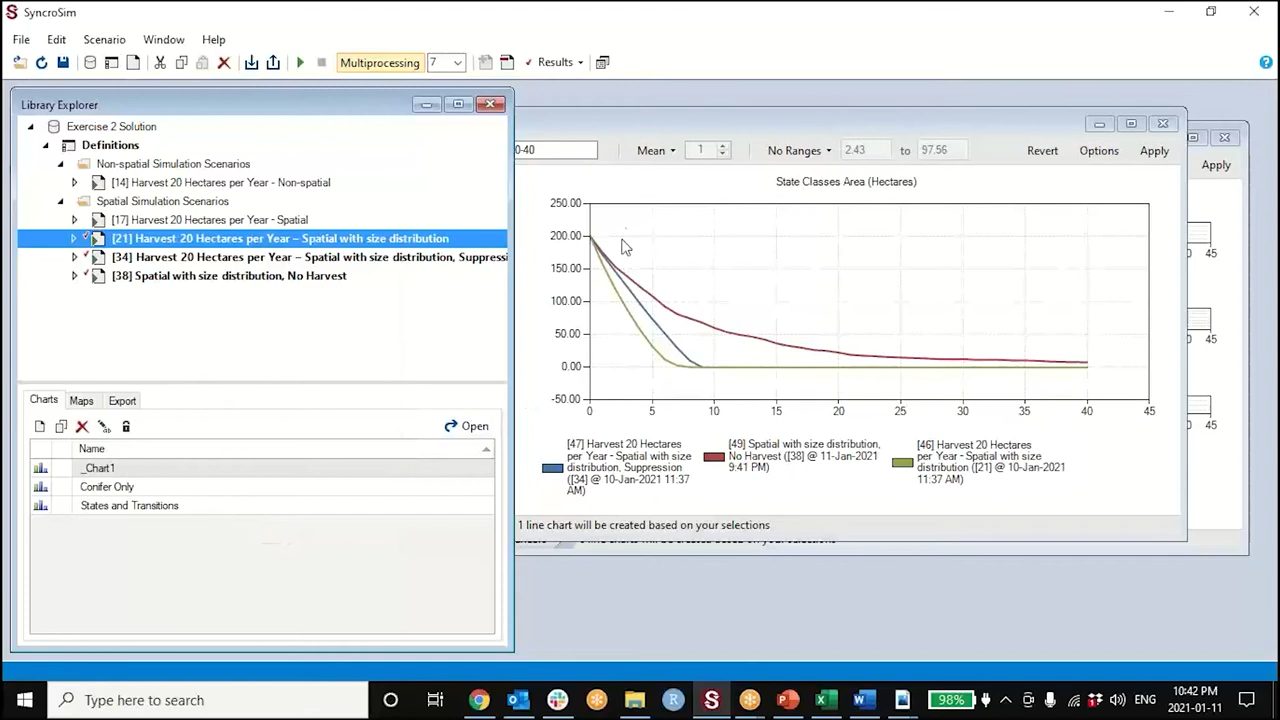 SyncroSim
File Edit Scenario Window Help
Multiprocessing 7 Results
Library Explorer
Exercise 2 Solution
Definitions
Non-spatial Simulation Scenarios
[14] Harvest 20 Hectares per Year - Non-spatial
Spatial Simulation Scenarios
[17] Harvest 20 Hectares per Year - Spatial
[21] Harvest 20 Hectares per Year – Spatial with size distribution
[34] Harvest 20 Hectares per Year – Spatial with size distribution, Suppressi
[38] Spatial with size distribution, No Harvest
Charts Maps Export
Open
Name
_Chart1
Conifer Only
States and Transitions
0-40 Mean 1 No Ranges 2.43 to 97.56 Revert Options Apply
Apply
State Classes Area (Hectares)
250.00
200.00
150.00
100.00
50.00
0.00
-50.00
0 5 10 15 20 25 30 35 40 45
45
45
45
[47] Harvest 20 Hectares
per Year - Spatial with size
distribution, Suppression
([34] @ 10-Jan-2021 11:37
AM)
[49] Spatial with size distribution,
No Harvest ([38] @ 11-Jan-2021
9:41 PM)
[46] Harvest 20 Hectares
per Year - Spatial with size
distribution ([21] @ 10-Jan-2021
11:37 AM)
1 line chart will be created based on your selections
line charts will be created based on your selections
Type here to search
98%
ENG
10:42 PM
2021-01-11